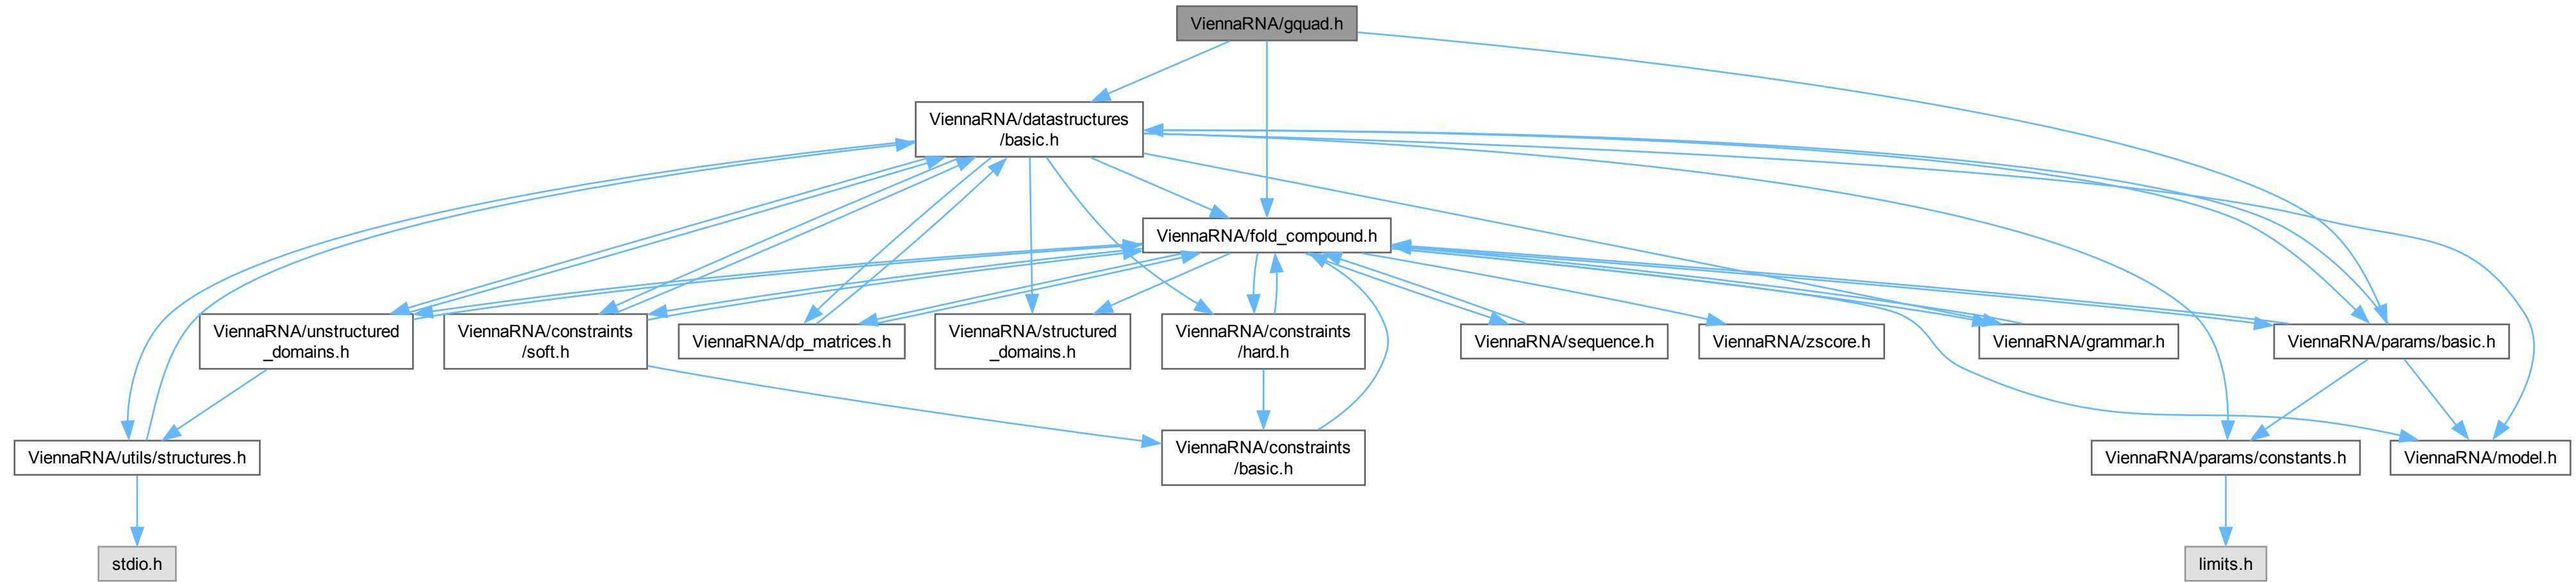 ViennaRNA/gquad.h
ViennaRNA/datastructures
/basic.h
ViennaRNA/fold_compound.h
ViennaRNA/unstructured
_domains.h
ViennaRNA/constraints
/soft.h
ViennaRNA/dp_matrices.h
ViennaRNA/structured
_domains.h
ViennaRNA/constraints
/hard.h
ViennaRNA/sequence.h
ViennaRNA/zscore.h
ViennaRNA/grammar.h
ViennaRNA/params/basic.h
ViennaRNA/utils/structures.h
ViennaRNA/constraints
/basic.h
ViennaRNA/params/constants.h
ViennaRNA/model.h
stdio.h
limits.h